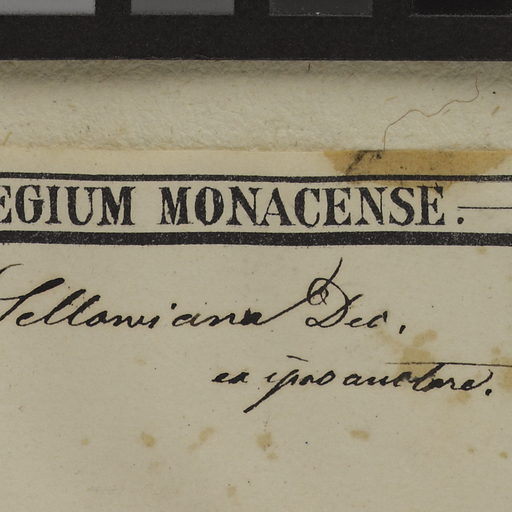 EGIUM MONACENSE.
Sellowiana Dec.
ex ipso auctore.